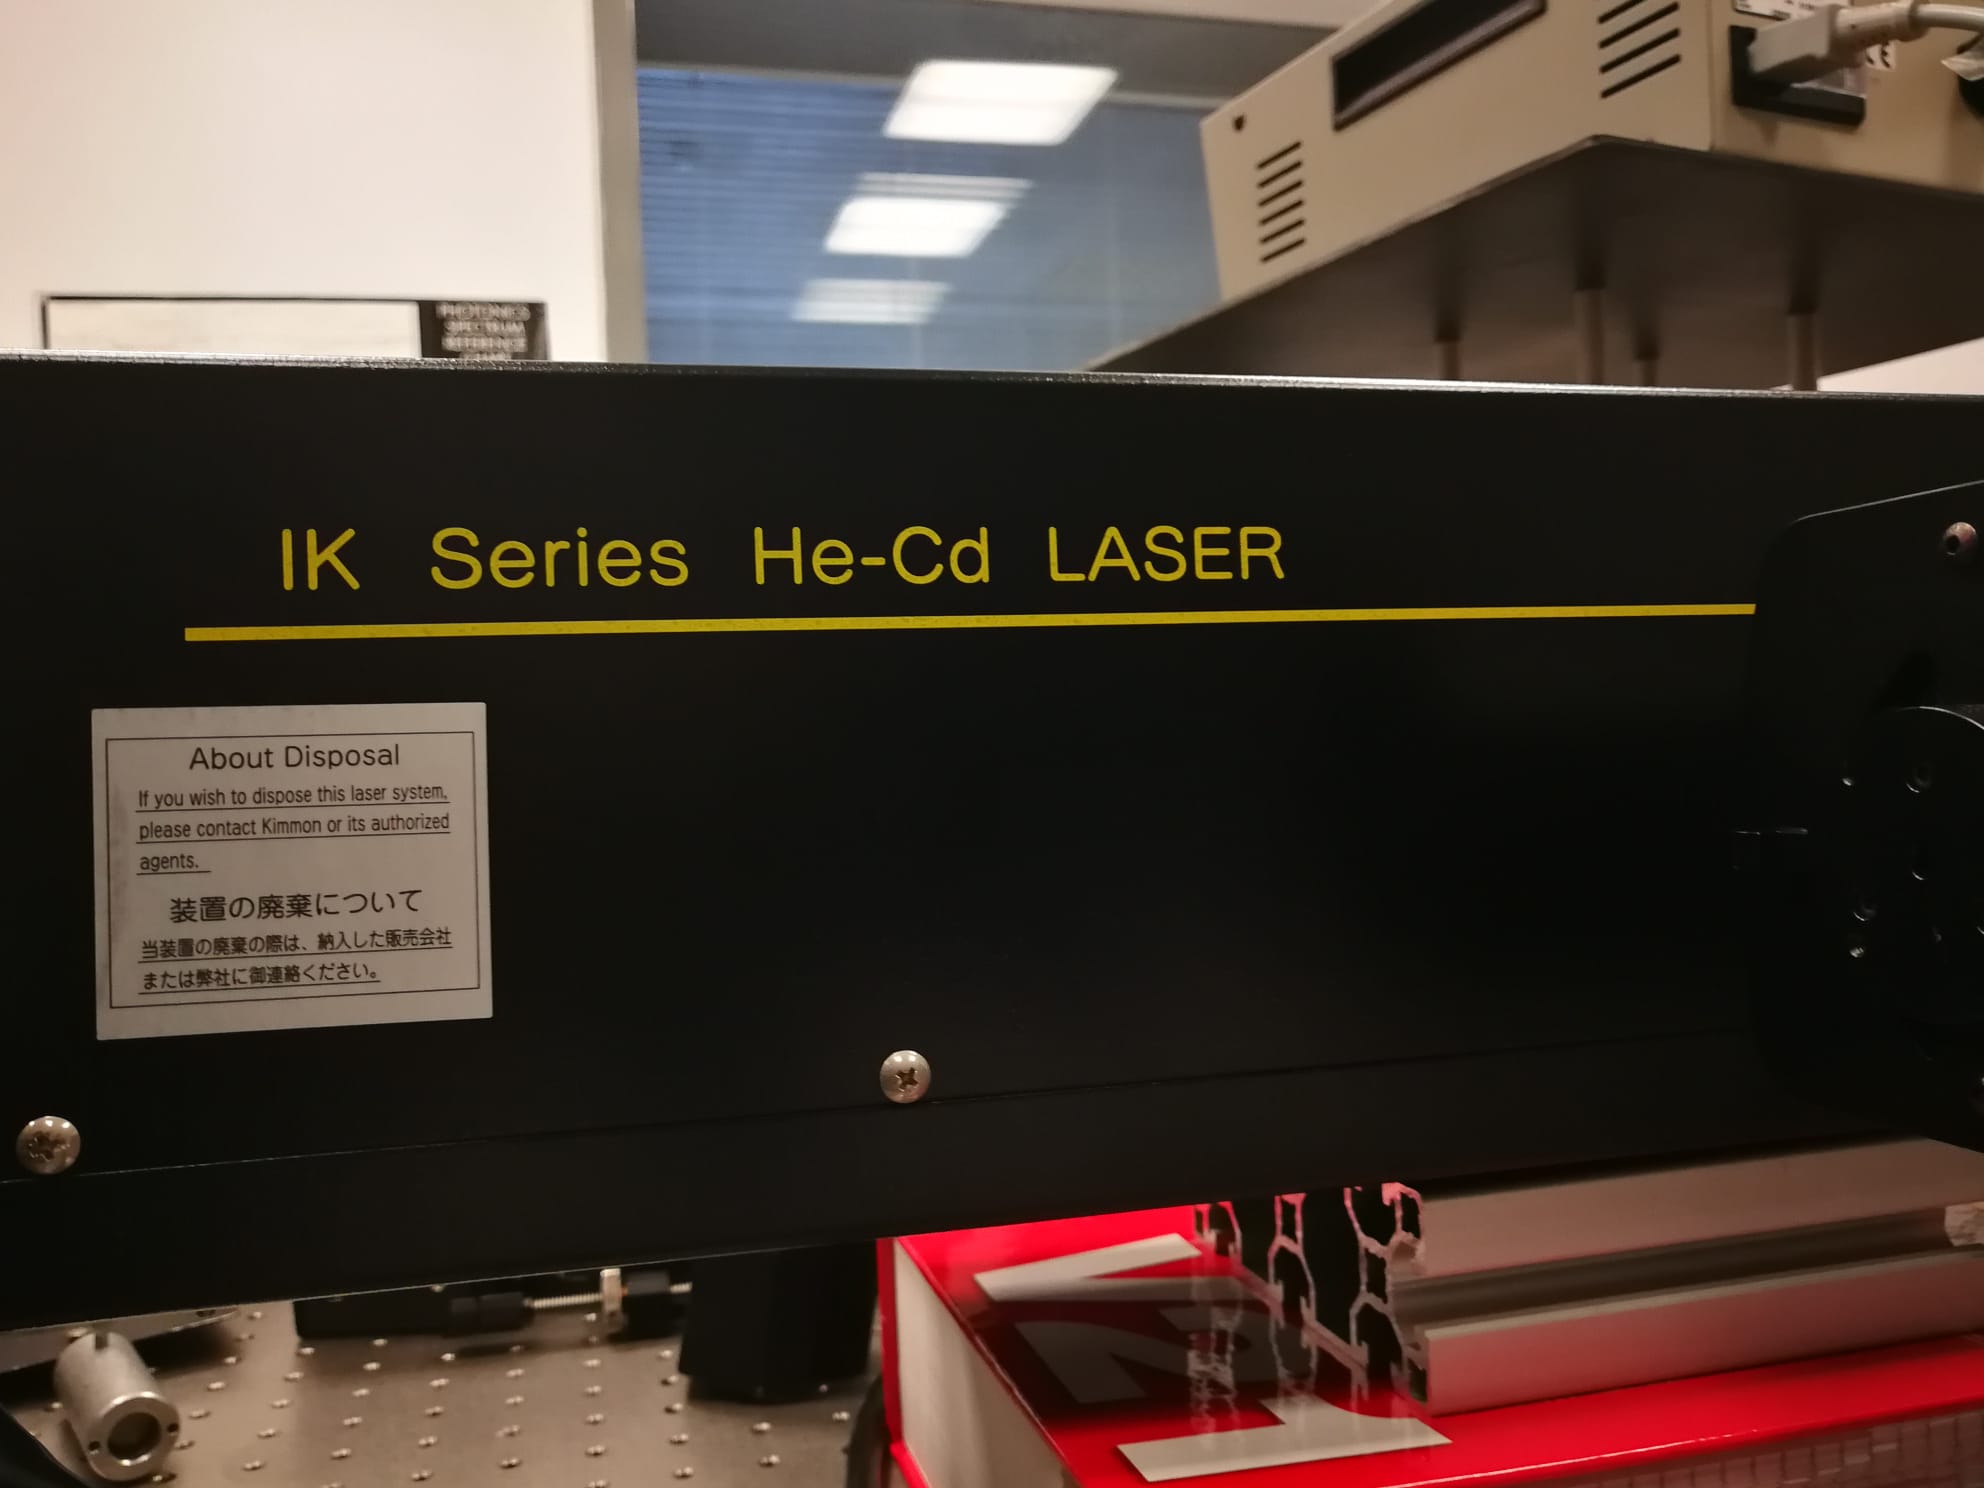 PHOTONICS
SPECTRUM
REFERENCE
IK Series He-Cd LASER
About Disposal
If you wish to dispose this laser system,
please contact Kimmon or its authorized
agents.
装置の廃棄について
当装置の廃棄の際は、納入した販売会社
または弊社に御連絡ください。